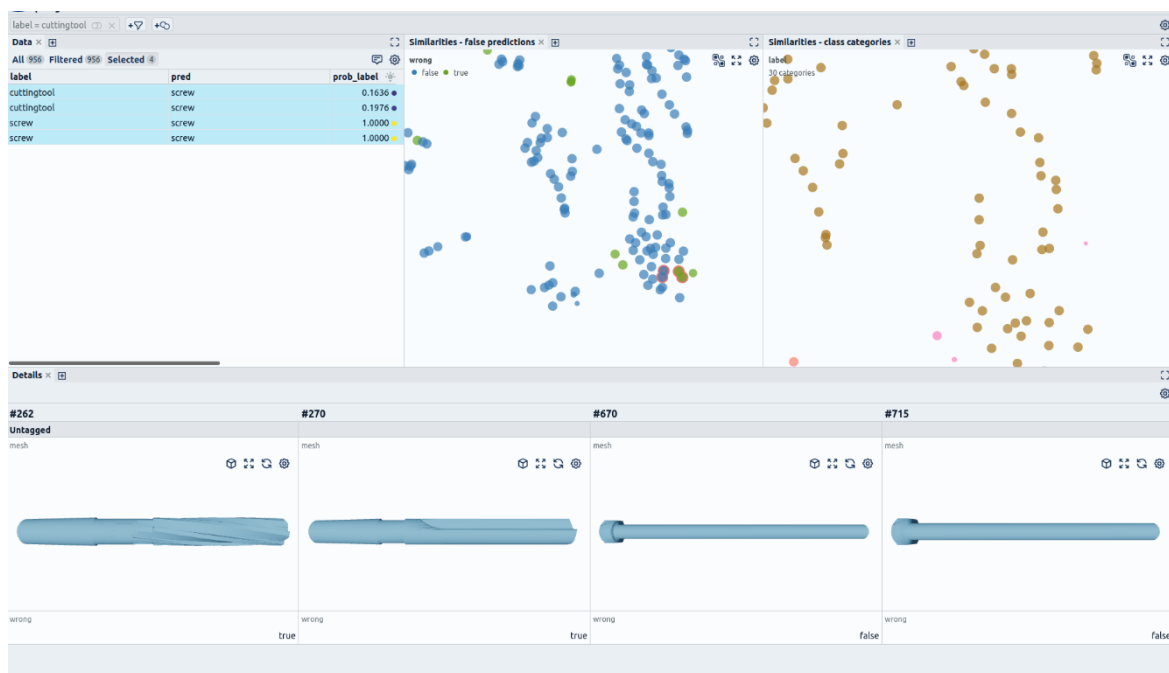 label = cuttingtool
Data
All 956 Filtered 956 Selected 4
label pred prob_label
cuttingtool screw 0.1636
cuttingtool screw 0.1976
screw screw 1.0000
screw screw 1.0000
Similarities - false predictions
wrong
false true
Similarities - class categories
label
30 categories
Details
#262 #270 #670 #715
Untagged
mesh mesh mesh mesh
wrong wrong wrong wrong
true true false false